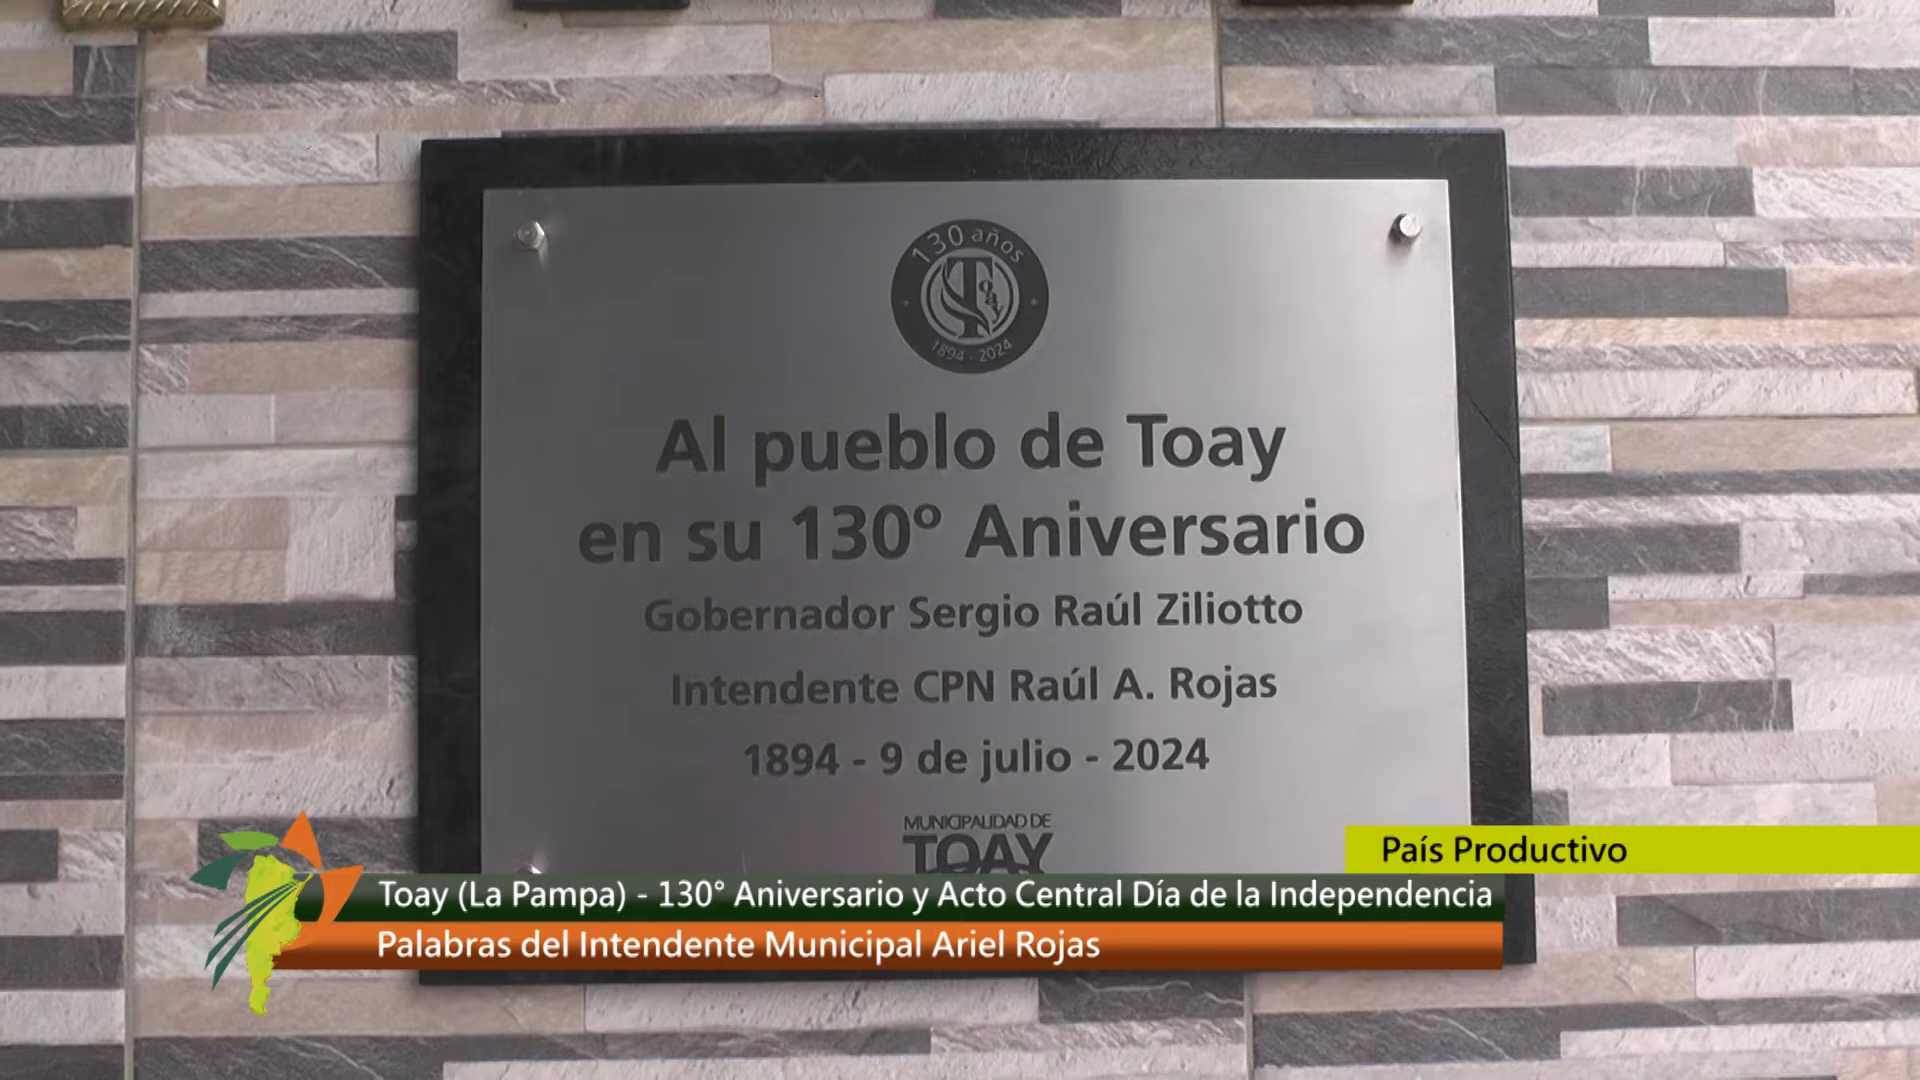 130 años
Toay
1894 - 2024
Al pueblo de Toay
en su 130º Aniversario
Gobernador Sergio Raúl Ziliotto
Intendente CPN Raúl A. Rojas
1894 - 9 de julio - 2024
MUNICIPALIDAD DE
TOAY
País Productivo
Toay (La Pampa) - 130° Aniversario y Acto Central Día de la Independencia
Palabras del Intendente Municipal Ariel Rojas